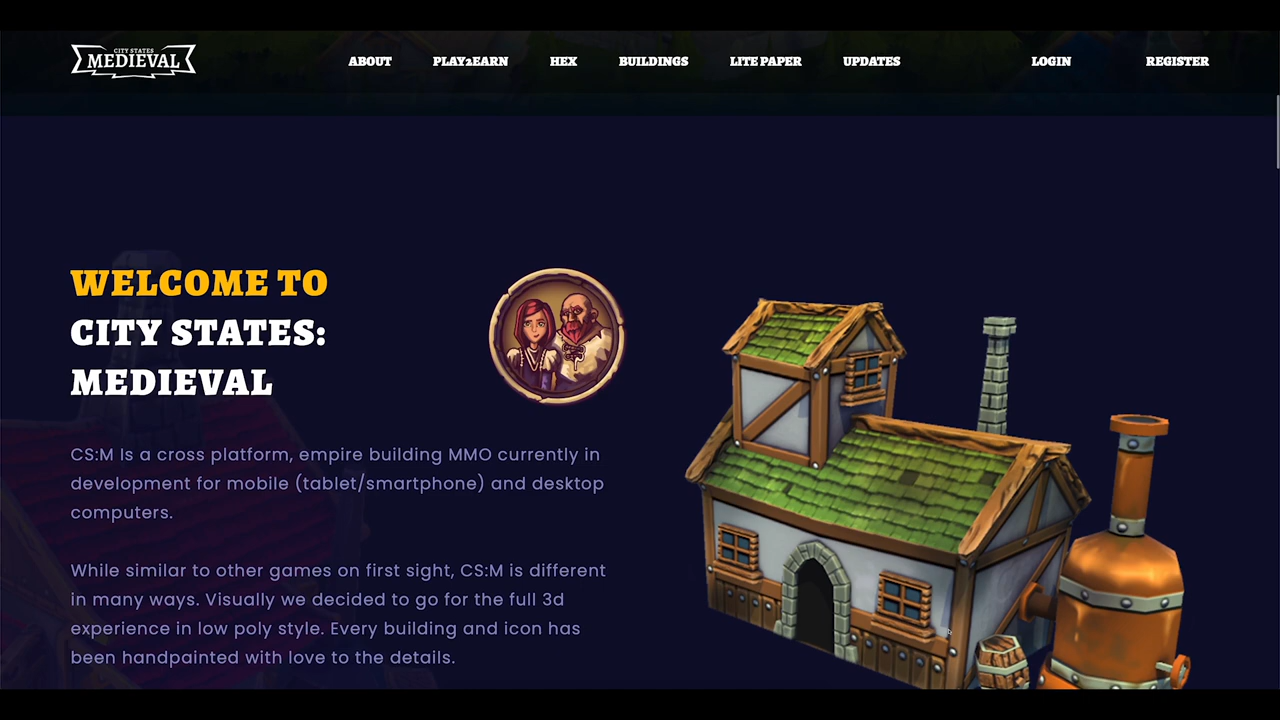 CITY STATES
MEDIEVAL
ABOUT PLAY2EARN HEX BUILDINGS LITE PAPER UPDATES LOGIN REGISTER
WELCOME TO
CITY STATES:
MEDIEVAL
CS:M Is a cross platform, empire building MMO currently in
development for mobile (tablet/smartphone) and desktop
computers.
While similar to other games on first sight, CS:M is different
in many ways. Visually we decided to go for the full 3d
experience in low poly style. Every building and icon has
been handpainted with love to the details.